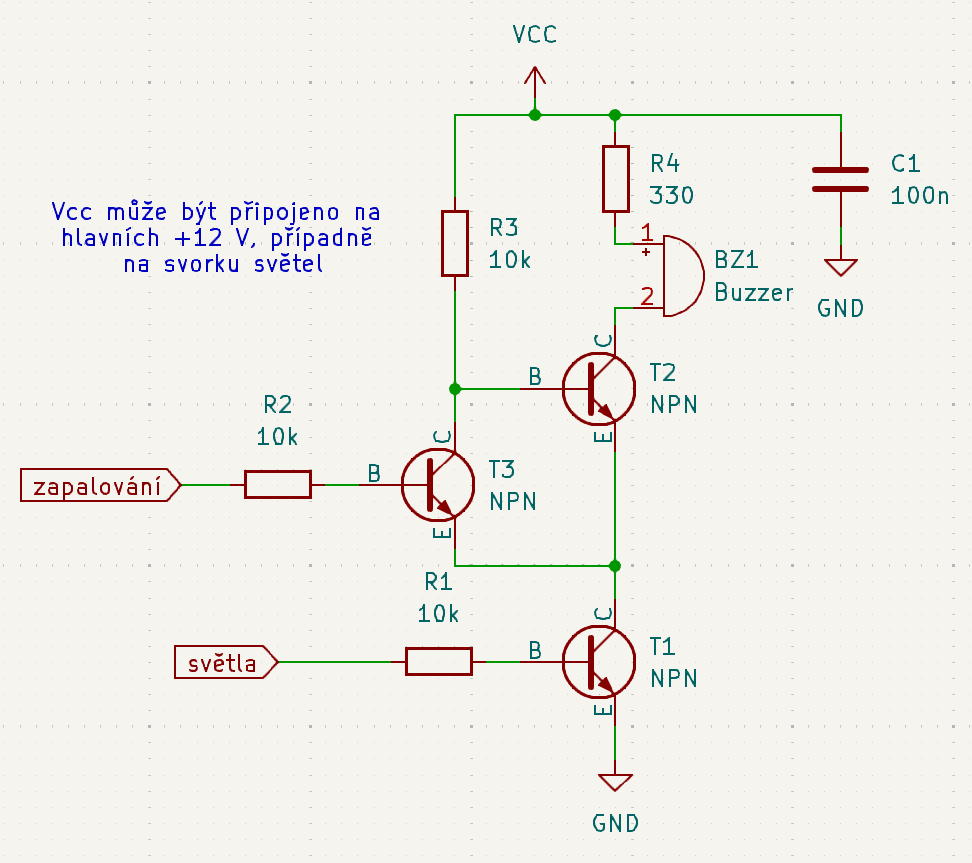 VCC
R4
330
C1
100n
Vcc může být připojeno na
hlavních +12 V, případně
na svorku světel
R3
10k
1
+
BZ1
Buzzer
2
GND
C
B
T2
NPN
E
R2
10k
zapalování
B
C
T3
NPN
E
R1
10k
světla
B
C
T1
NPN
E
GND